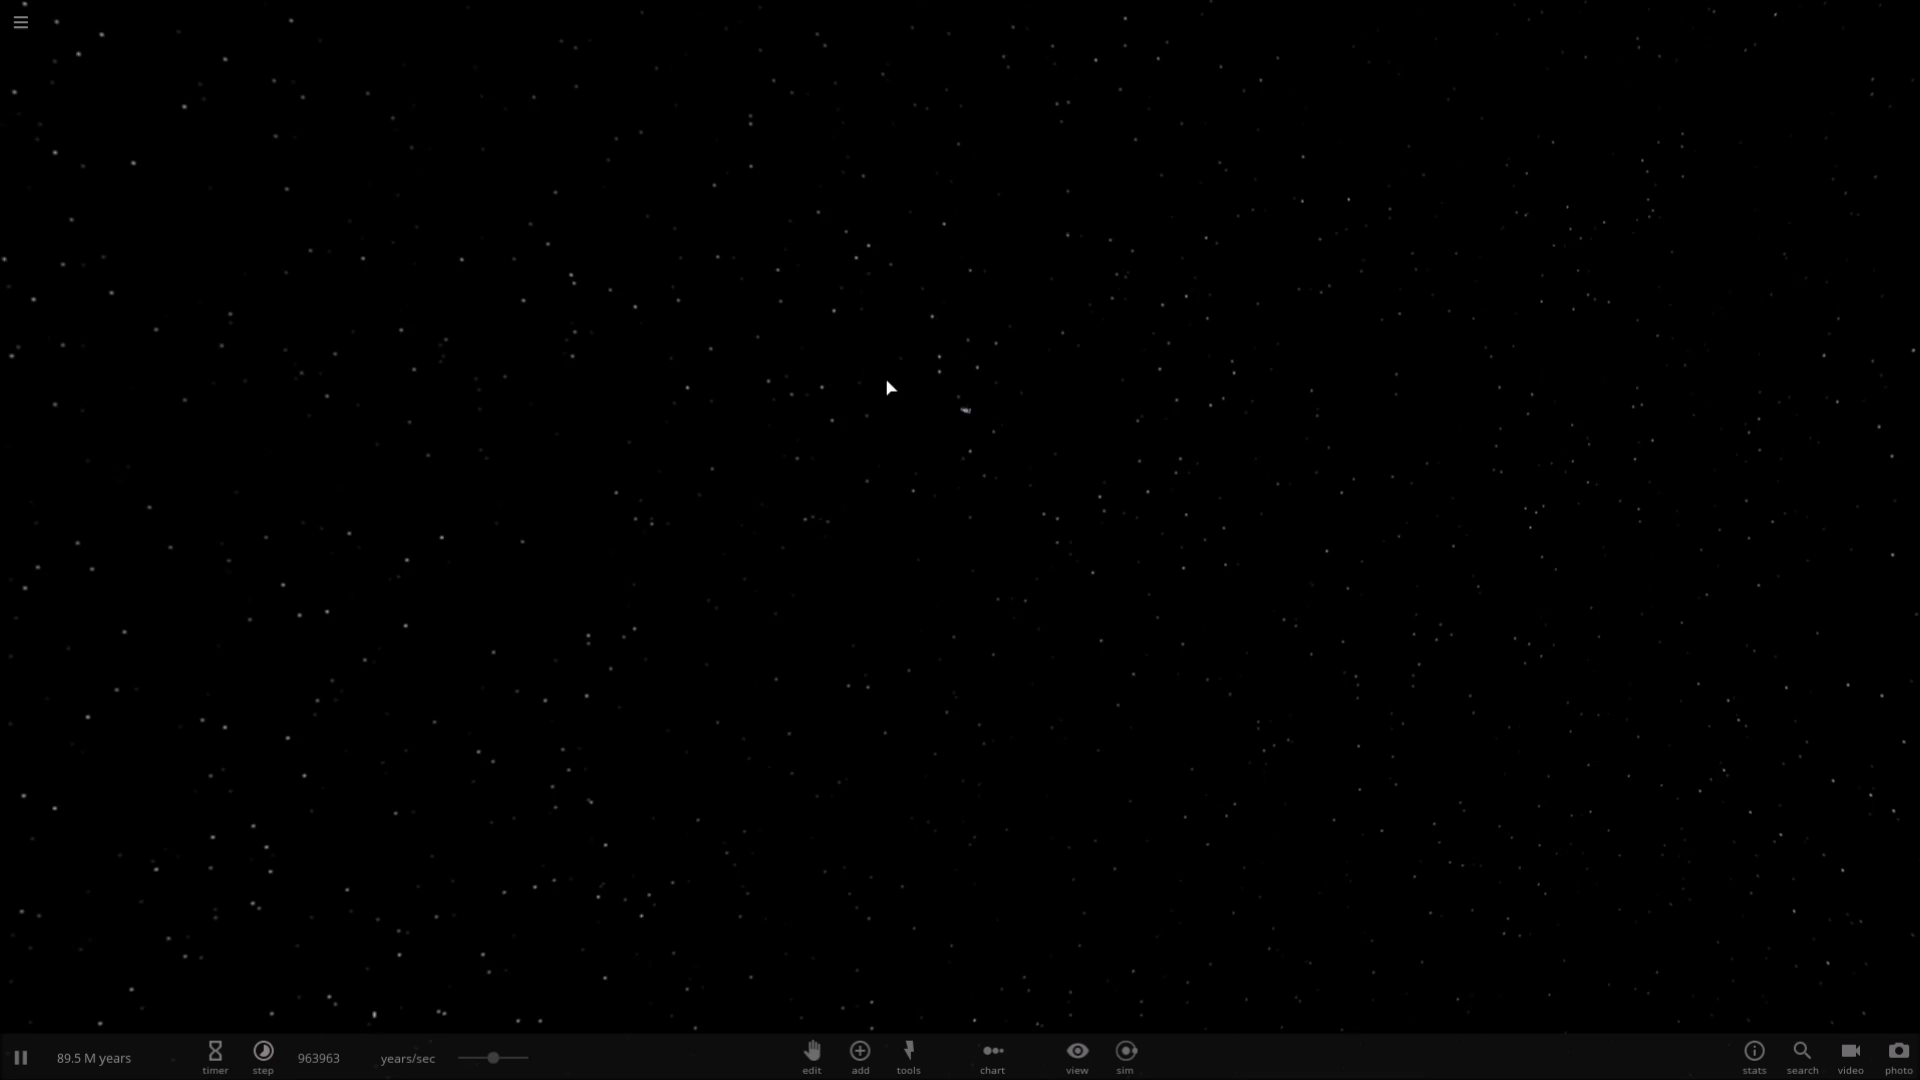 89.5 M years
timer
step
963963
years/sec
edit
add
tools
chart
view
sim
stats
search
video
photo